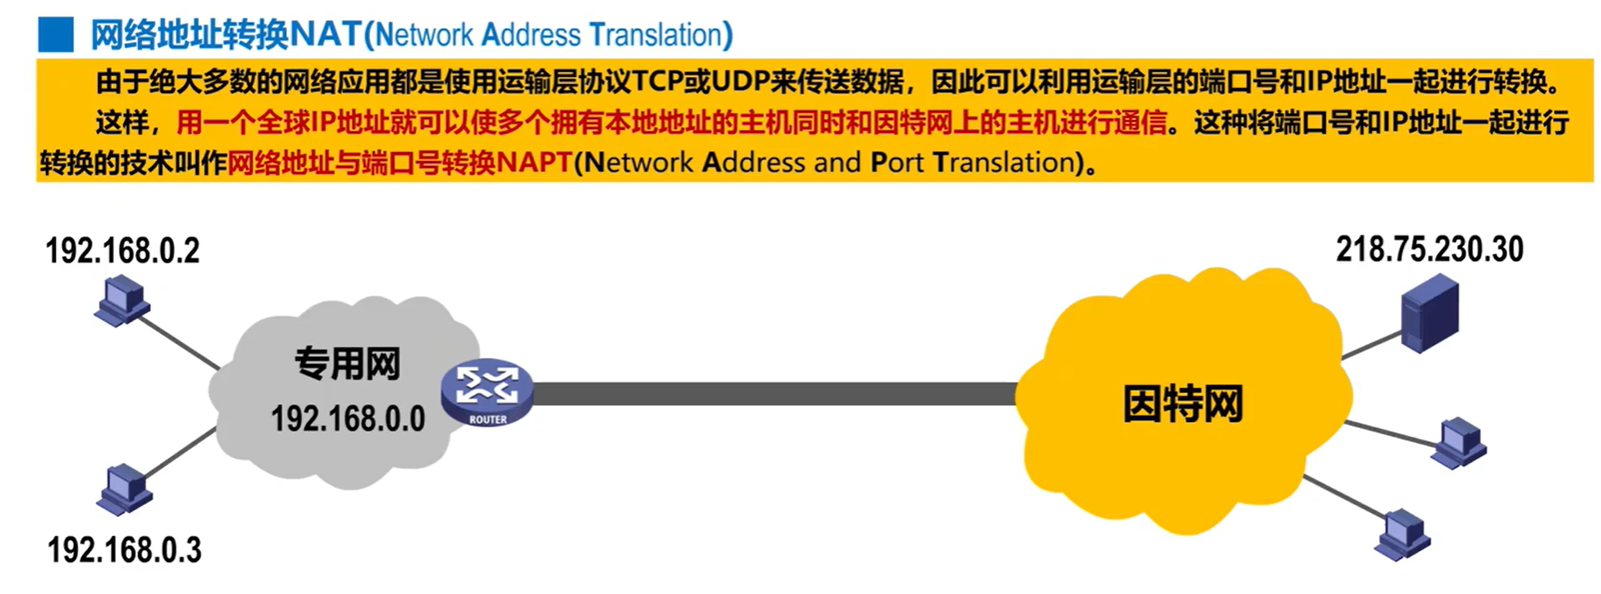 网络地址转换NAT(Network Address Translation)
由于绝大多数的网络应用都是使用运输层协议TCP或UDP来传送数据，因此可以利用运输层的端口号和IP地址一起进行转换。
这样，用一个全球IP地址就可以使多个拥有本地地址的主机同时和因特网上的主机进行通信。这种将端口号和IP地址一起进行
转换的技术叫作网络地址与端口号转换NAPT(Network Address and Port Translation)。
192.168.0.2
218.75.230.30
专用网
192.168.0.0
ROUTER
因特网
192.168.0.3